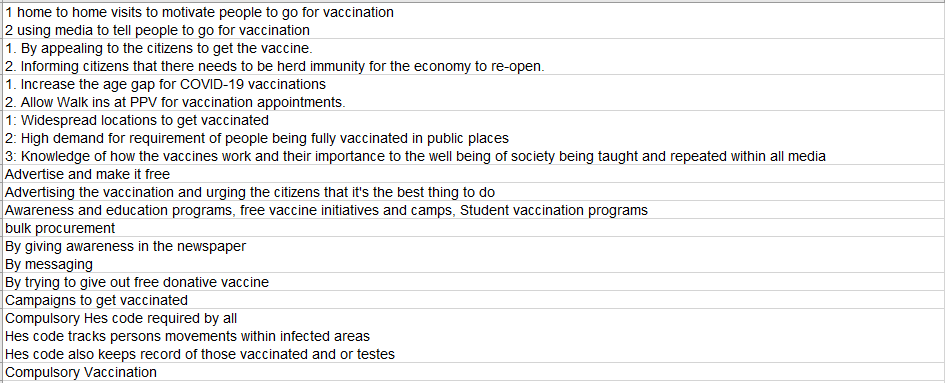 1 home to home visits to motivate people to go for vaccination
2 using media to tell people to go for vaccination
1. By appealing to the citizens to get the vaccine.
2. Informing citizens that there needs to be herd immunity for the economy to re-open.
1. Increase the age gap for COVID-19 vaccinations
2. Allow Walk ins at PPV for vaccination appointments.
1: Widespread locations to get vaccinated
2: High demand for requirement of people being fully vaccinated in public places
3: Knowledge of how the vaccines work and their importance to the well being of society being taught and repeated within all media
Advertise and make it free
Advertising the vaccination and urging the citizens that it's the best thing to do
Awareness and education programs, free vaccine initiatives and camps, Student vaccination programs
bulk procurement
By giving awareness in the newspaper
By messaging
By trying to give out free donative vaccine
Campaigns to get vaccinated
Compulsory Hes code required by all
Hes code tracks persons movements within infected areas
Hes code also keeps record of those vaccinated and or testes
Compulsory Vaccination